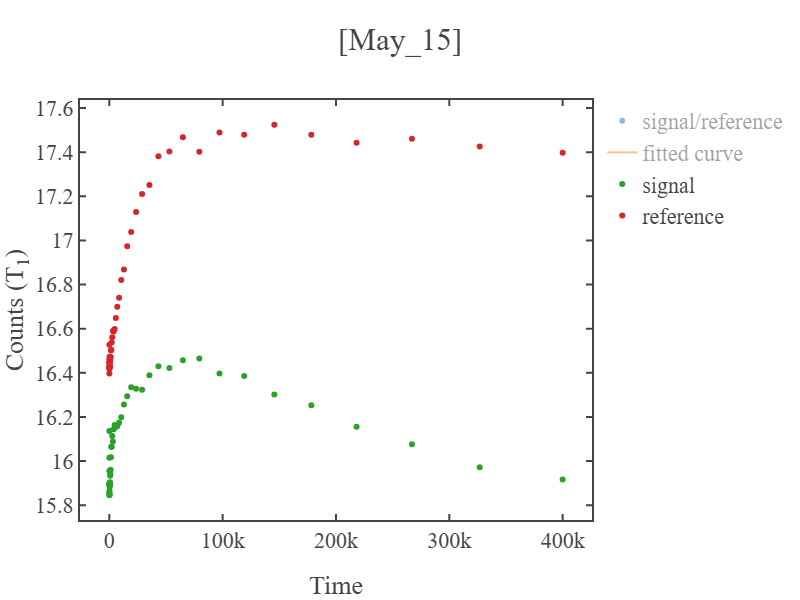 [May_15]
17.6
17.4
17.2
17
16.8
16.6
16.4
16.2
16
15.8
Counts (T1)
0
100k
200k
300k
400k
Time
signal/reference
fitted curve
signal
reference